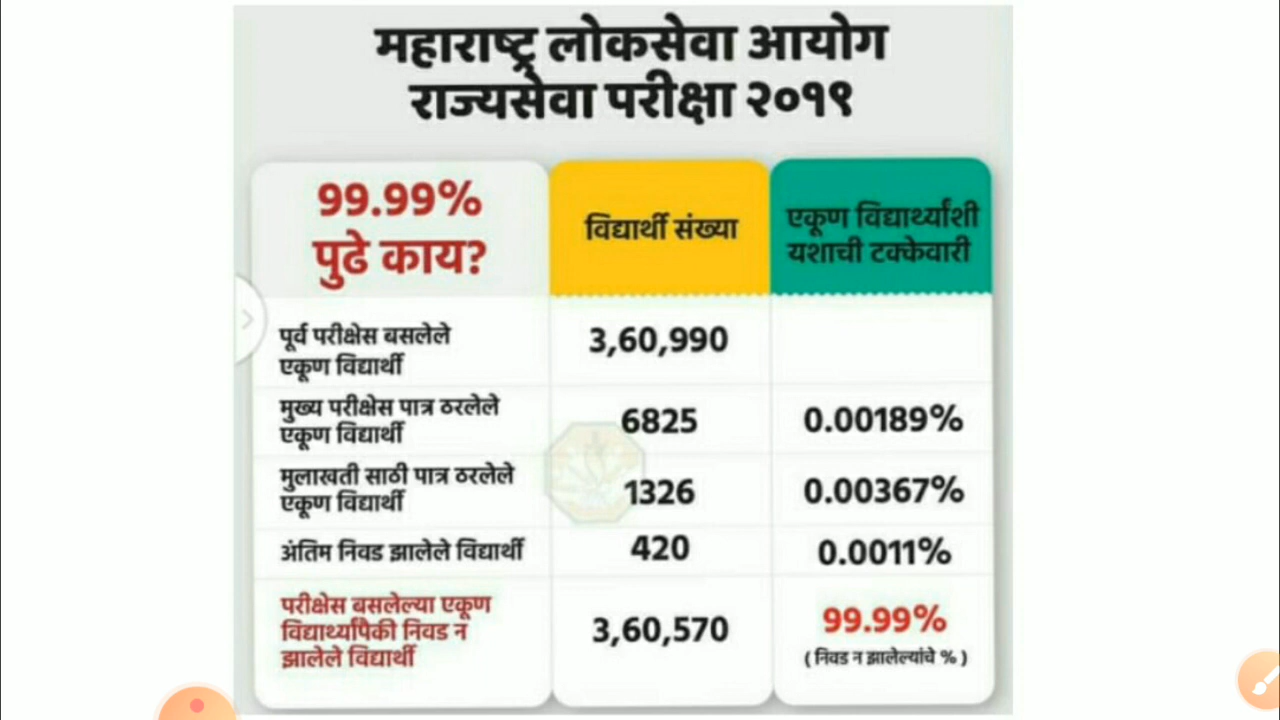 महाराष्ट्र लोकसेवा आयोग
राज्यसेवा परीक्षा २०१९
99.99%
पुढे काय?
विद्यार्थी संख्या
एकूण विद्यार्थ्यांशी
यशाची टक्केवारी
पूर्व परीक्षेस बसलेले
एकूण विद्यार्थी
3,60,990
मुख्य परीक्षेस पात्र ठरलेले
एकूण विद्यार्थी
6825
0.00189%
मुलाखती साठी पात्र ठरलेले
एकूण विद्यार्थी
1326
0.00367%
अंतिम निवड झालेले विद्यार्थी
420
0.0011%
परीक्षेस बसलेल्या एकूण
विद्यार्थ्यांपैकी निवड न
झालेले विद्यार्थी
3,60,570
99.99%
( निवड न झालेल्यांचे % )